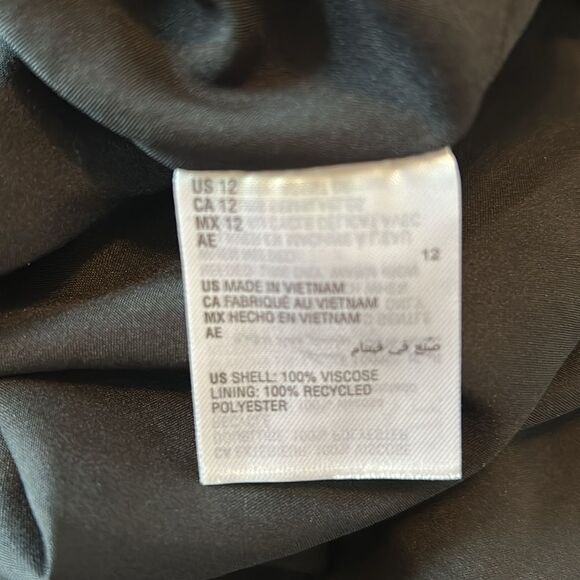 US 12
CA 12
MX 12
AE
12
US MADE IN VIETNAM
CA FABRIQUÉ AU VIETNAM
MX HECHO EN VIETNAM
AE
صنع في فيتنام
US SHELL: 100% VISCOSE
LINING: 100% RECYCLED
POLYESTER